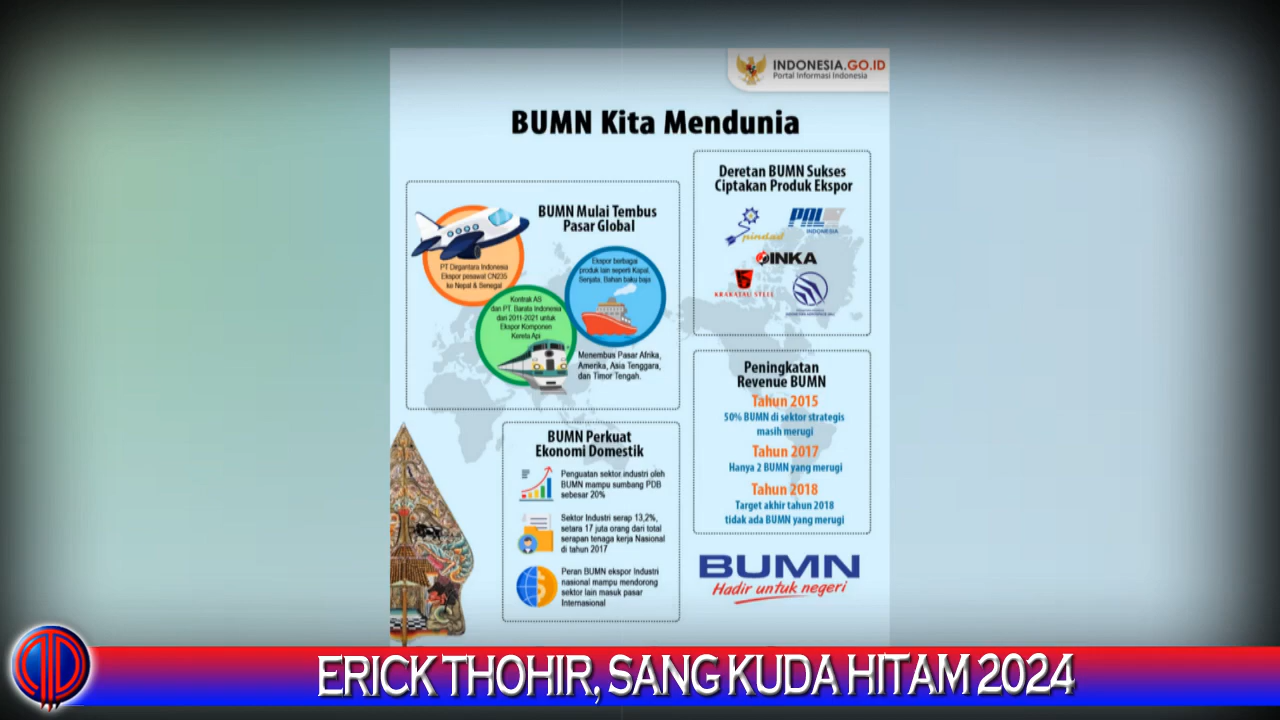 INDONESIA.GO.ID
Portal Informasi Indonesia
BUMN Kita Mendunia
BUMN Mulai Tembus
Pasar Global
PT Dirgantara Indonesia
Ekspor pesawat CN235
ke Nepal & Senegal
Ekspor berbagai
produk lain seperti Kapal,
Senjata, Bahan baku baja
Kontrak AS
dan PT. Barata Indonesia
dari 2011-2021 untuk
Ekspor Komponen
Kereta Api
Menembus Pasar Afrika,
Amerika, Asia Tenggara,
dan Timor Tengah.
Deretan BUMN Sukses
Ciptakan Produk Ekspor
pindad
PAL
INDONESIA
INKA
KRAKATAU STEEL
Peningkatan
Revenue BUMN
Tahun 2015
50% BUMN di sektor strategis
masih merugi
Tahun 2017
Hanya 2 BUMN yang merugi
Tahun 2018
Target akhir tahun 2018
tidak ada BUMN yang merugi
BUMN Perkuat
Ekonomi Domestik
Penguatan sektor industri oleh
BUMN mampu sumbang PDB
sebesar 20%
Sektor Industri serap 13,2%,
setara 17 juta orang dari total
serapan tenaga kerja Nasional
di tahun 2017
Peran BUMN ekspor Industri
nasional mampu mendorong
sektor lain masuk pasar
Internasional
BUMN
Hadir untuk negeri
ERICK THOHIR, SANG KUDA HITAM 2024